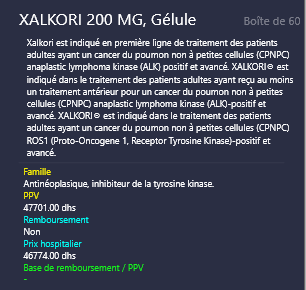 XALKORI 200 MG, Gélule
Boîte de 60
Xalkori est indiqué en première ligne de traitement des patients
adultes ayant un cancer du poumon non à petites cellules (CPNPC)
anaplastic lymphoma kinase (ALK) positif et avancé. XALKORI® est
indiqué dans le traitement des patients adultes ayant reçu au moins
un traitement antérieur pour un cancer du poumon non à petites
cellules (CPNPC) anaplastic lymphoma kinase (ALK)-positif et
avancé. XALKORI® est indiqué dans le traitement des patients
adultes ayant un cancer du poumon non à petites cellules (CPNPC)
ROS1 (Proto-Oncogene 1, Receptor Tyrosine Kinase)-positif et
avancé.
Famille
Antinéoplasique, inhibiteur de la tyrosine kinase.
PPV
47701.00 dhs
Remboursement
Non
Prix hospitalier
46774.00 dhs
Base de remboursement / PPV
-